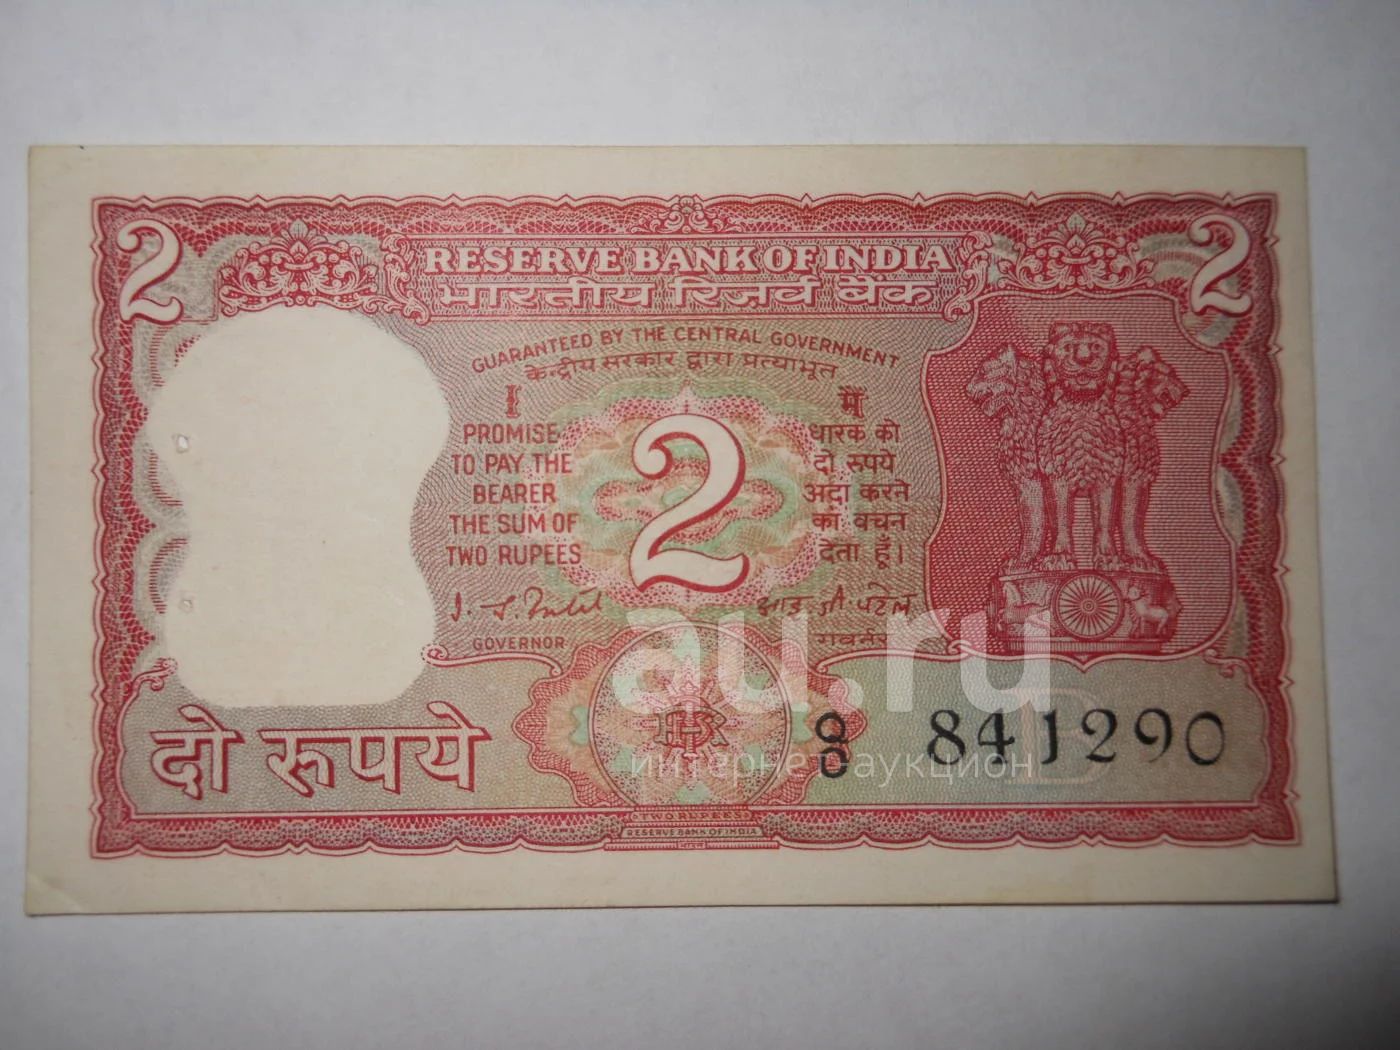 2
2
RESERVE BANK OF INDIA
भारतीय रिज़र्व बैंक
GUARANTEED BY THE CENTRAL GOVERNMENT
केन्द्रीय सरकार द्वारा प्रत्याभूत
I
PROMISE
TO PAY THE
BEARER
THE SUM OF
TWO RUPEES
2
मैं
धारक को
दो रुपये
अदा करने
का वचन
देता हूँ।
आइ. जी. पटेल
GOVERNOR
गवर्नर
au.ru
интернет-аукцион
दो रुपये
841290
B
TWO RUPEES
RESERVE BANK OF INDIA